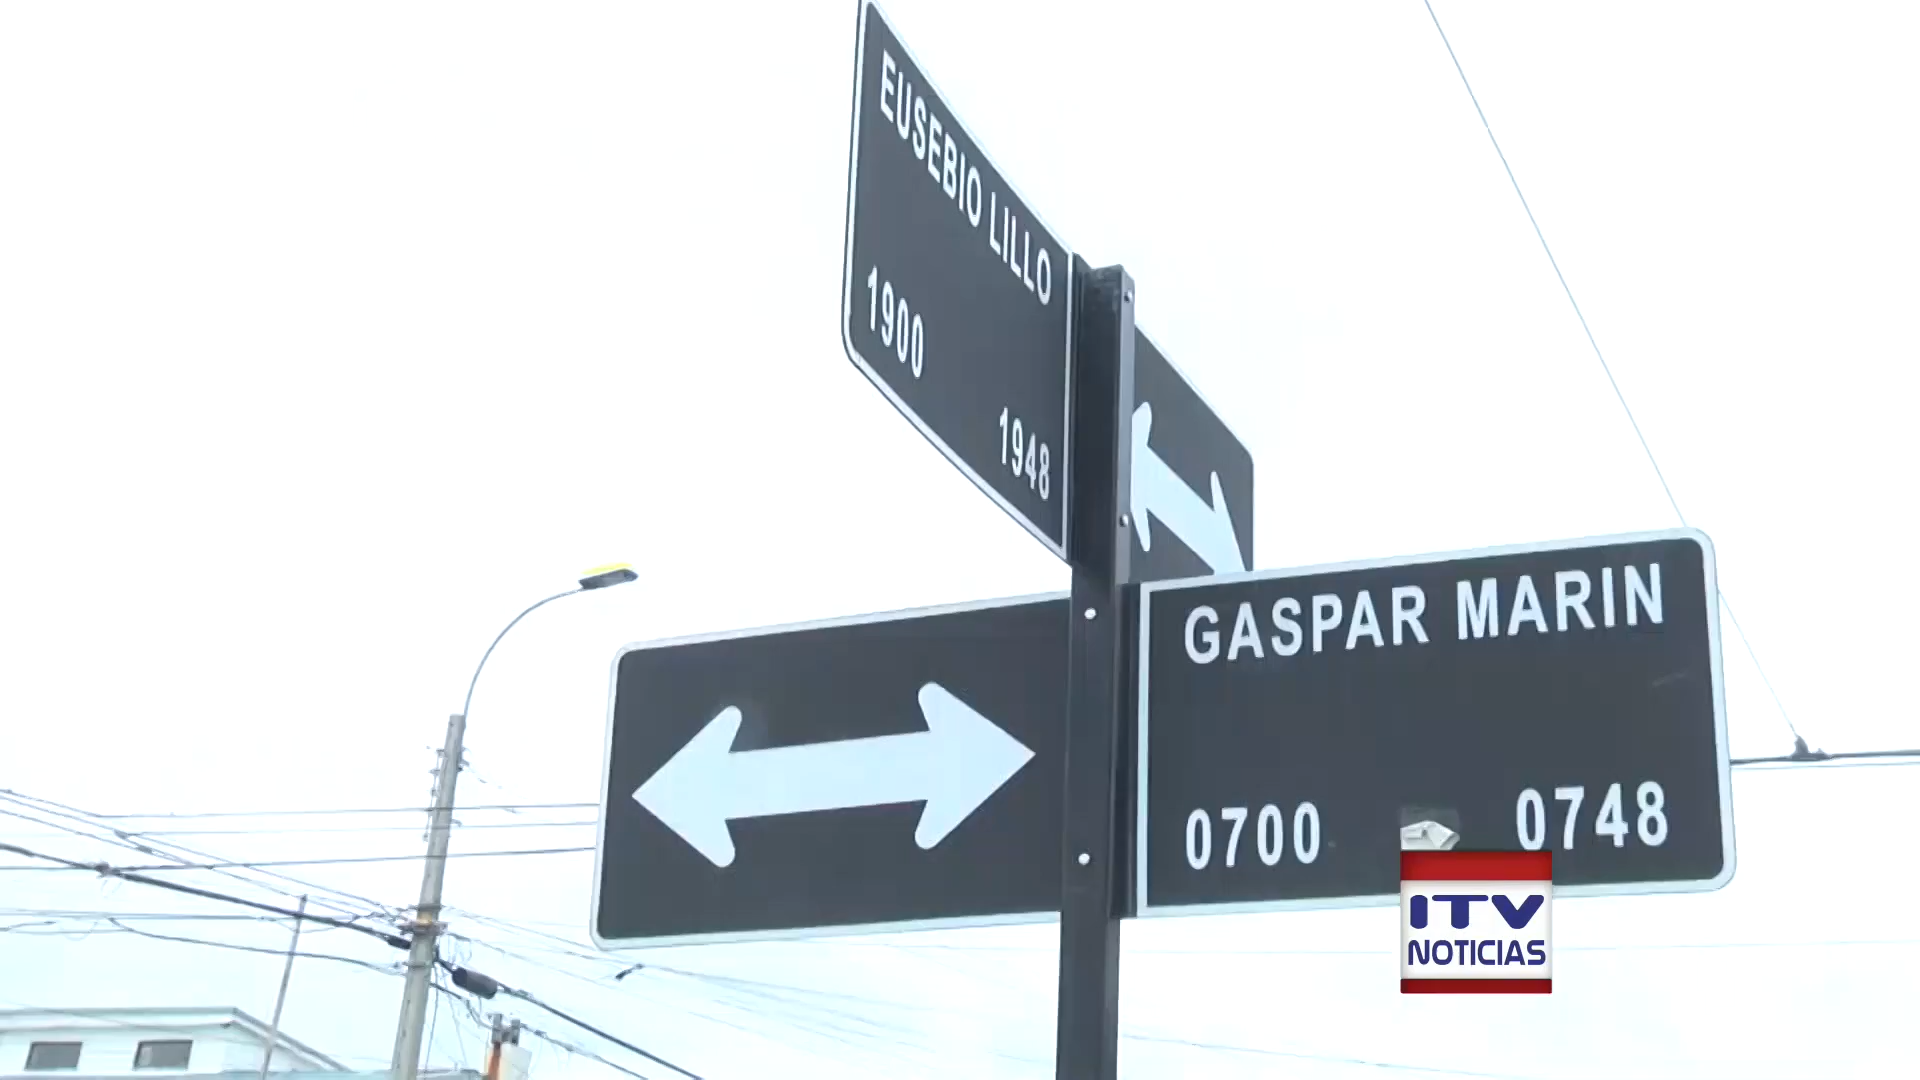 EUSEBIO LILLO
1900
1948
GASPAR MARIN
0700 0748
ITV
NOTICIAS